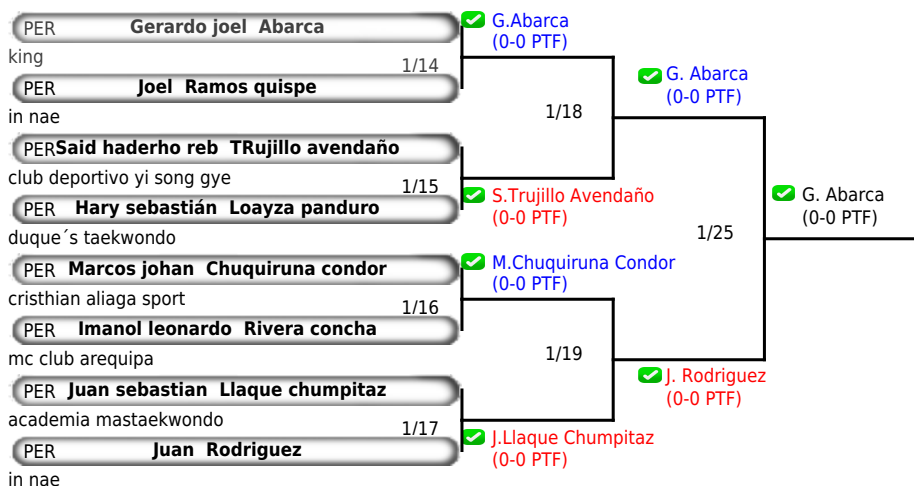 PER Gerardo joel Abarca
king
1/14
PER Joel Ramos quispe
in nae
PER Said haderho reb TRujillo avendaño
club deportivo yi song gye
1/15
PER Hary sebastián Loayza panduro
duque´s taekwondo
PER Marcos johan Chuquiruna condor
cristhian aliaga sport
1/16
PER Imanol leonardo Rivera concha
mc club arequipa
PER Juan sebastian Llaque chumpitaz
academia mastaekwondo
1/17
PER Juan Rodriguez
in nae
G.Abarca
(0-0 PTF)
1/18
S.Trujillo Avendaño
(0-0 PTF)
M.Chuquiruna Condor
(0-0 PTF)
1/19
J.Llaque Chumpitaz
(0-0 PTF)
G. Abarca
(0-0 PTF)
1/25
J. Rodriguez
(0-0 PTF)
G. Abarca
(0-0 PTF)